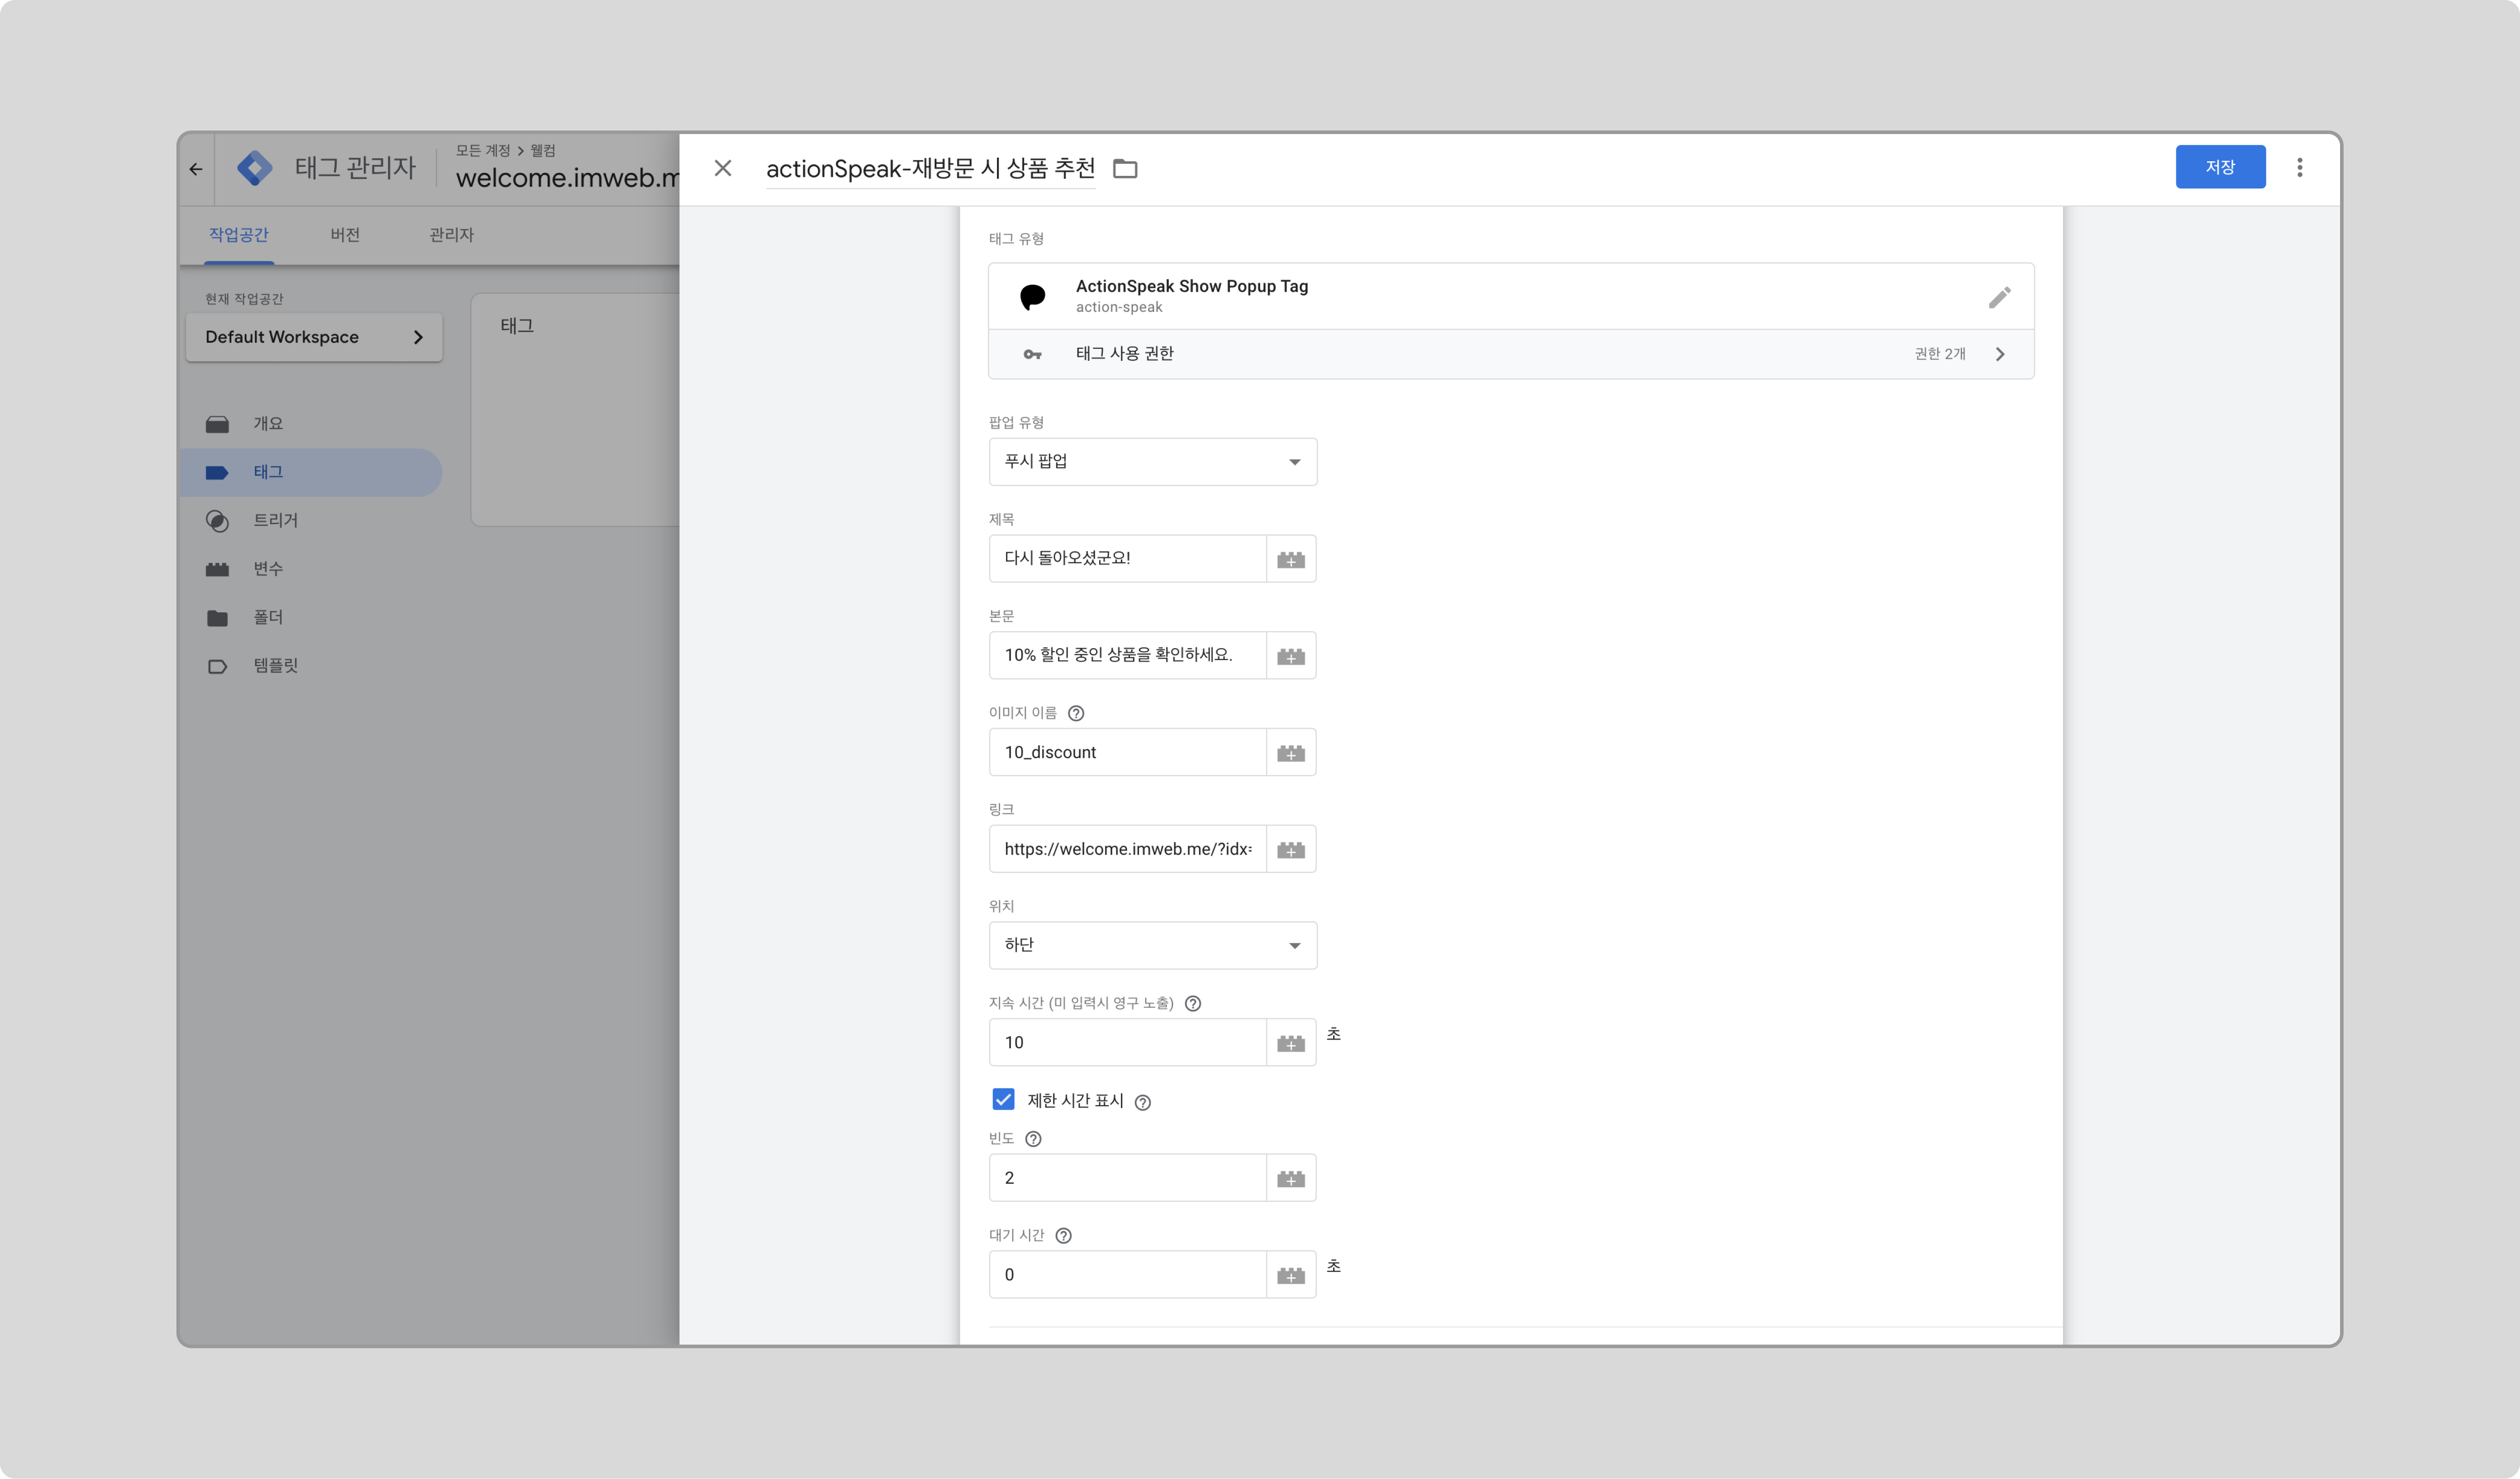 태그 관리자
모든 계정 > 웰컴
welcome.imweb.m
작업공간
버전
관리자
현재 작업공간
Default Workspace
개요
태그
트리거
변수
폴더
템플릿
태그
actionSpeak-재방문 시 상품 추천
저장
태그 유형
ActionSpeak Show Popup Tag
action-speak
태그 사용 권한
권한 2개
팝업 유형
푸시 팝업
제목
다시 돌아오셨군요!
본문
10% 할인 중인 상품을 확인하세요.
이미지 이름
10_discount
링크
https://welcome.imweb.me/?idx=
위치
하단
지속 시간 (미 입력시 영구 노출)
10
초
제한 시간 표시
빈도
2
대기 시간
0
초